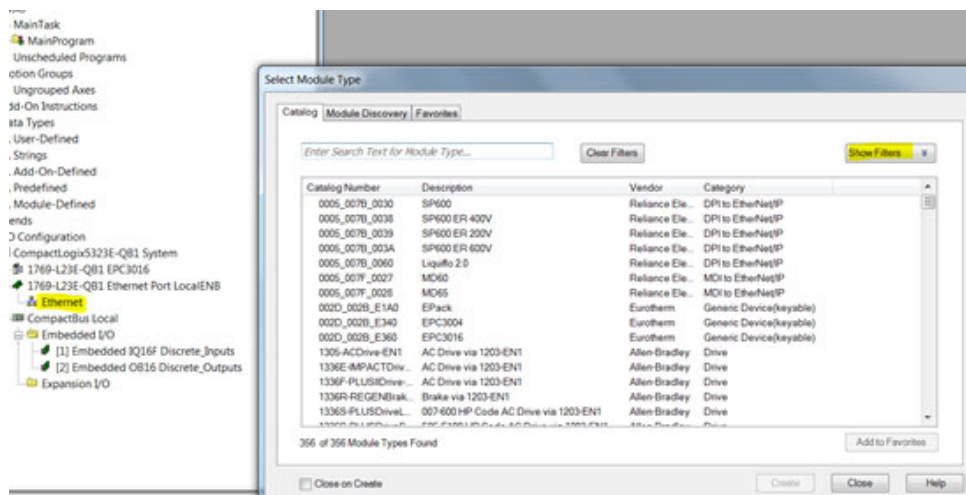 MainTask
MainProgram
Unscheduled Programs
otion Groups
Ungrouped Axes
dd-On Instructions
ata Types
User-Defined
Strings
Add-On-Defined
Predefined
Module-Defined
ends
O Configuration
CompactLogix5323E-QB1 System
1769-L23E-QB1 EPC3016
1769-L23E-QB1 Ethernet Port LocalENB
Ethernet
CompactBus Local
Embedded I/O
[1] Embedded IQ16F Discrete_Inputs
[2] Embedded OB16 Discrete_Outputs
Expansion I/O
Select Module Type
Catalog Module Discovery Favorites
Enter Search Text for Module Type... Clear Filters Show Filters
Catalog Number Description Vendor Category
0005_007B_0030 SP600 Reliance Ele... DPI to EtherNet/IP
0005_007B_0038 SP600 ER 400V Reliance Ele... DPI to EtherNet/IP
0005_007B_0039 SP600 ER 200V Reliance Ele... DPI to EtherNet/IP
0005_007B_003A SP600 ER 600V Reliance Ele... DPI to EtherNet/IP
0005_007B_0060 Liquiflo 2.0 Reliance Ele... DPI to EtherNet/IP
0005_007F_0027 MD60 Reliance Ele... MDI to EtherNet/IP
0005_007F_0028 MD65 Reliance Ele... MDI to EtherNet/IP
002D_002B_E1A0 EPack Eurotherm Generic Device(keyable)
002D_002B_E340 EPC3004 Eurotherm Generic Device(keyable)
002D_002B_E360 EPC3016 Eurotherm Generic Device(keyable)
1305-ACDrive-EN1 AC Drive via 1203-EN1 Allen-Bradley Drive
1336E-IMPACTDriv... AC Drive via 1203-EN1 Allen-Bradley Drive
1336F-PLUSIIDrive-... AC Drive via 1203-EN1 Allen-Bradley Drive
1336R-REGENBrak... Brake via 1203-EN1 Allen-Bradley Drive
1336S-PLUSDriveL... 007-600 HP Code AC Drive via 1203-EN1 Allen-Bradley Drive
356 of 356 Module Types Found Add to Favorites
Close on Create Create Close Help